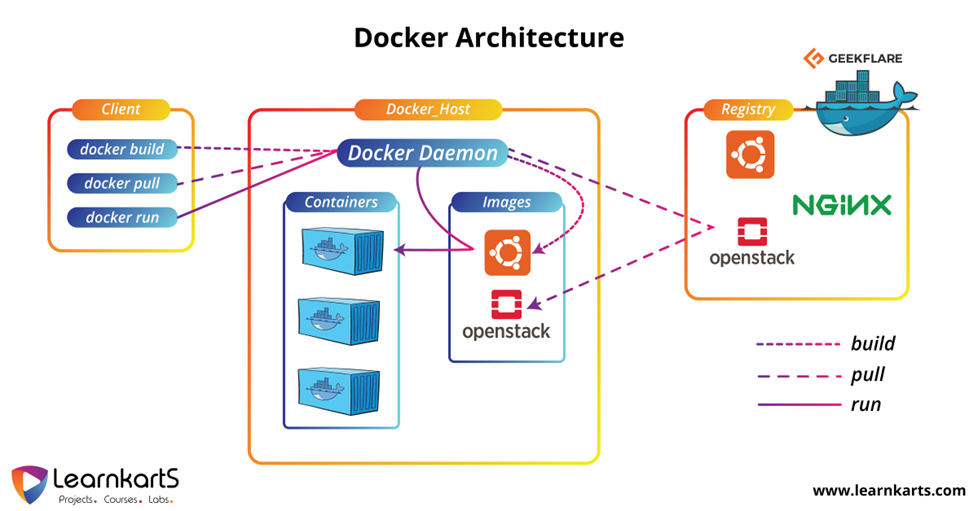 Docker Architecture
GEEKFLARE
Client
docker build
docker pull
docker run
Docker_Host
Docker Daemon
Containers
Images
openstack
Registry
NGiNX
openstack
build
pull
run
LearnkartS
Projects. Courses. Labs.
www.learnkarts.com